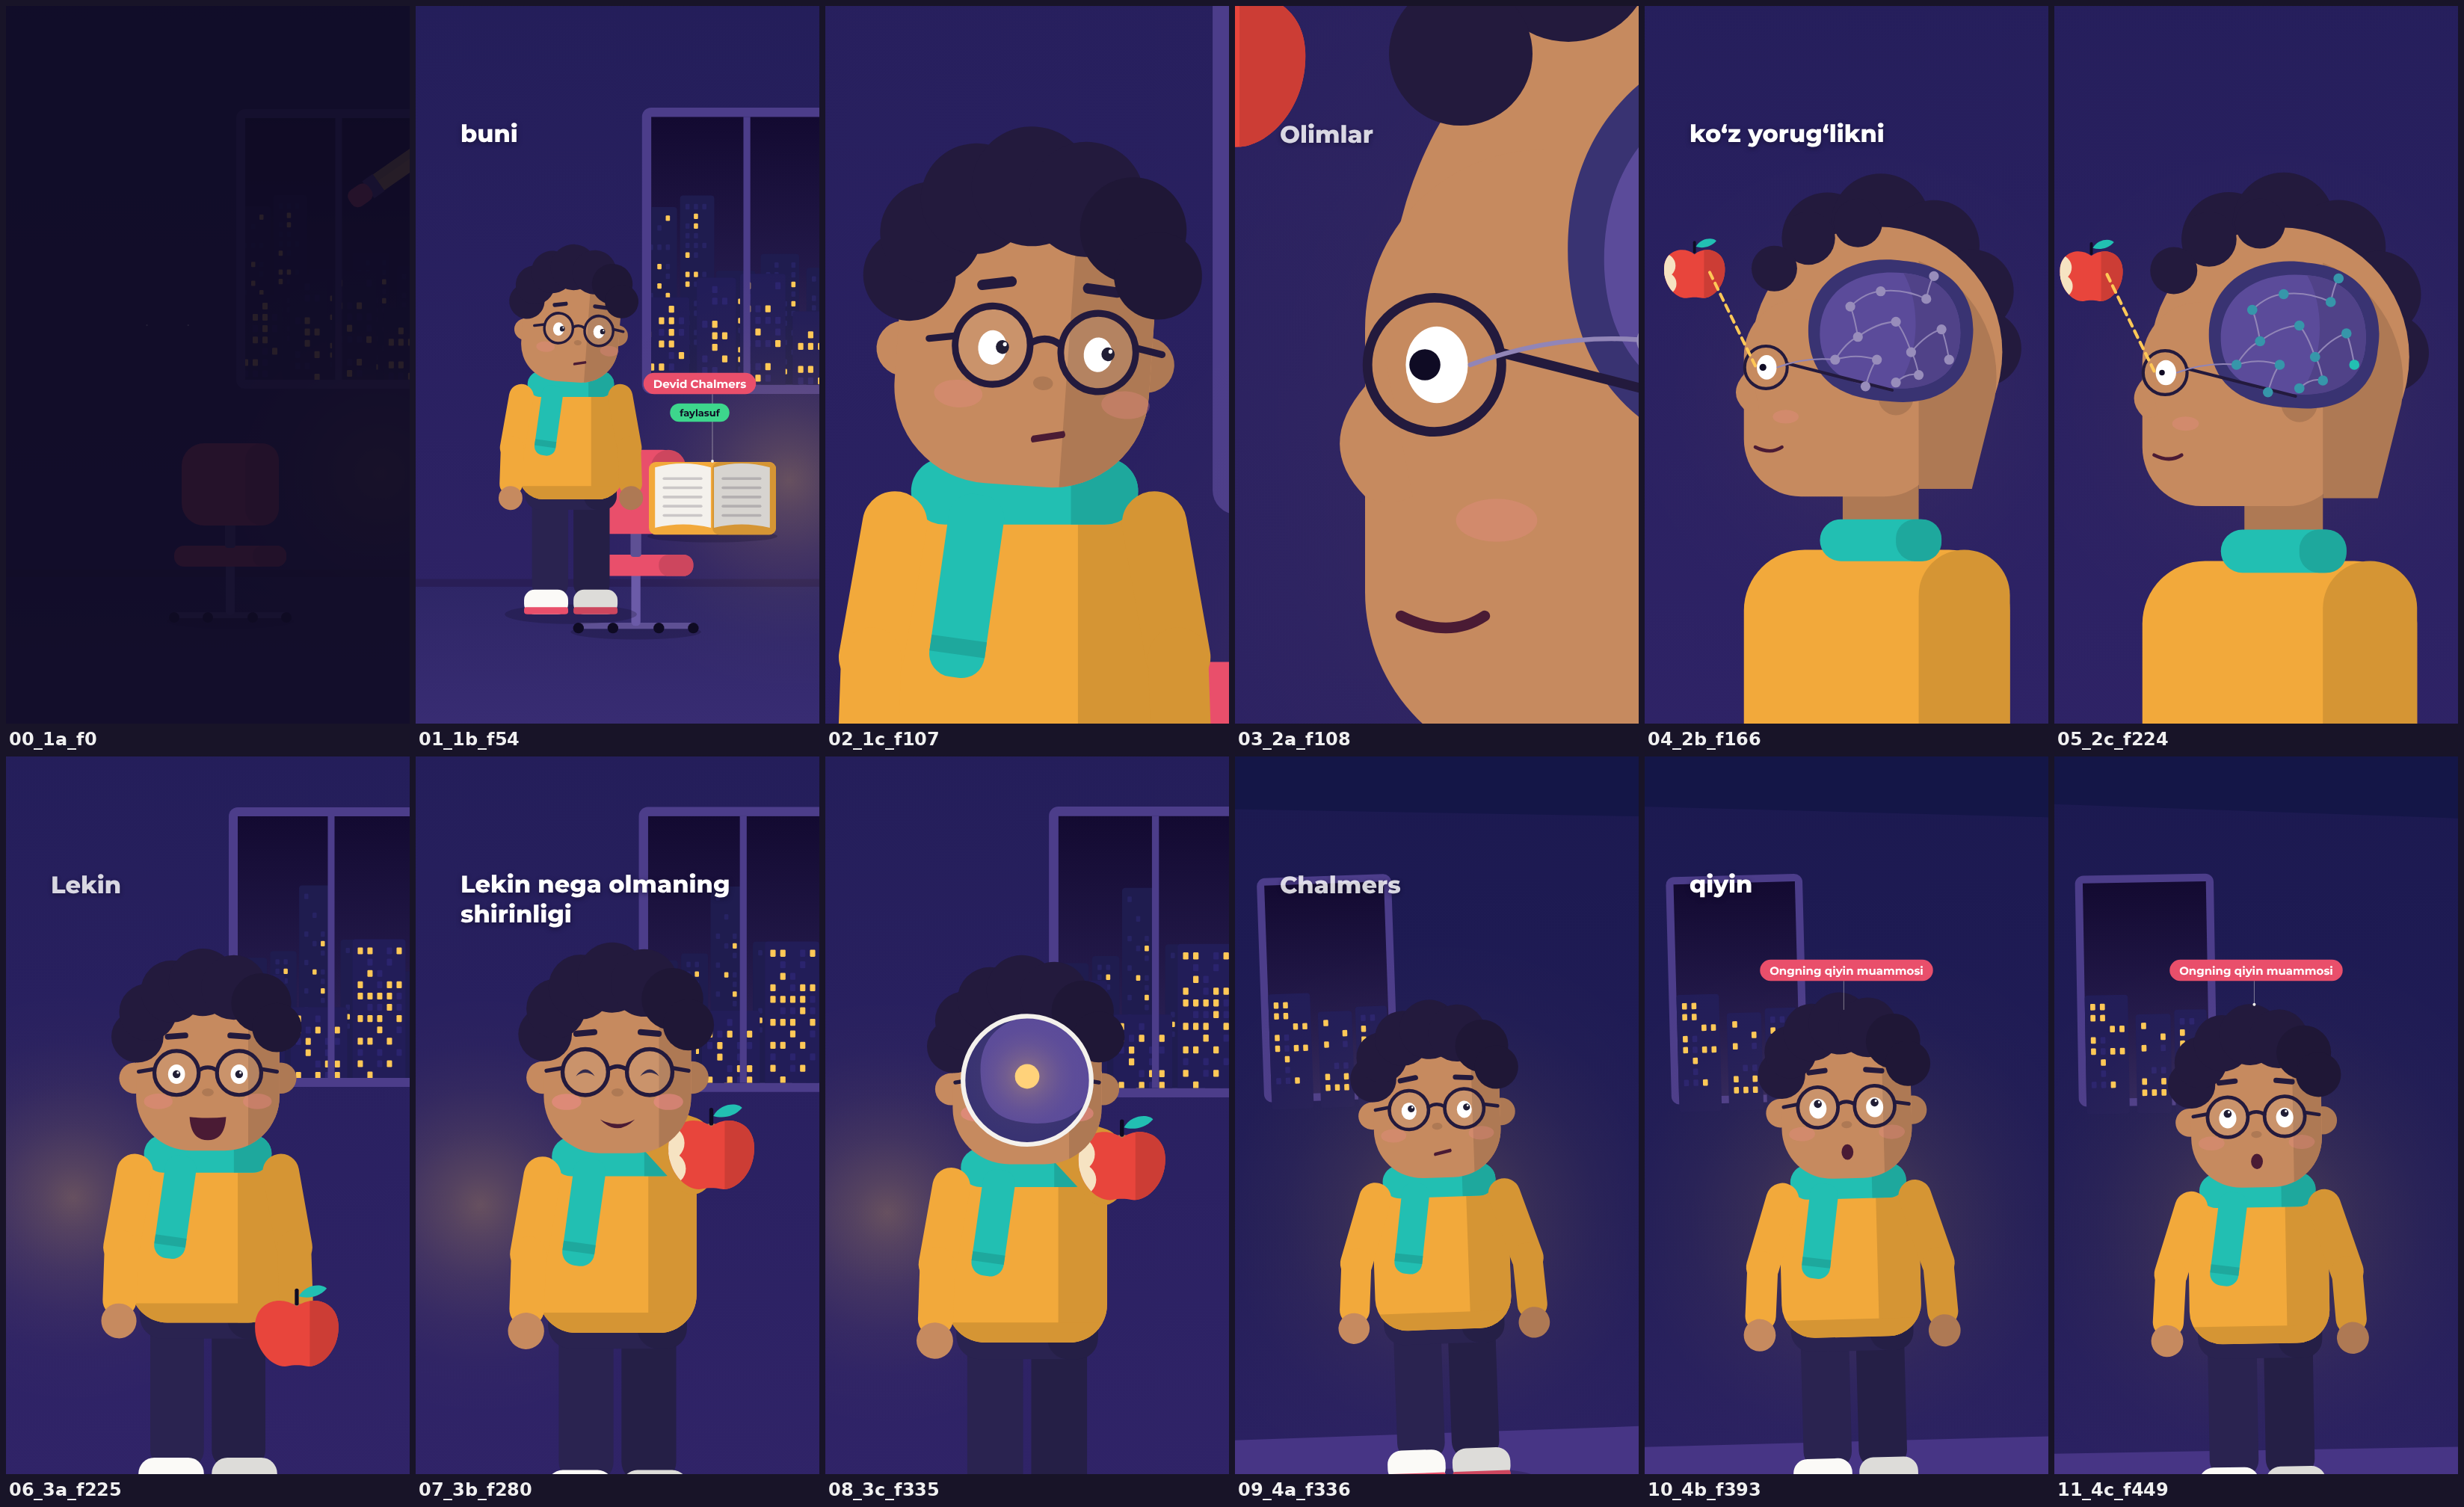 buni
Devid Chalmers
faylasuf
Olimlar
ko‘z yorug‘likni
00_1a_f0
01_1b_f54
02_1c_f107
03_2a_f108
04_2b_f166
05_2c_f224
Lekin
Lekin nega olmaning
shirinligi
Chalmers
qiyin
Ongning qiyin muammosi
Ongning qiyin muammosi
06_3a_f225
07_3b_f280
08_3c_f335
09_4a_f336
10_4b_f393
11_4c_f449